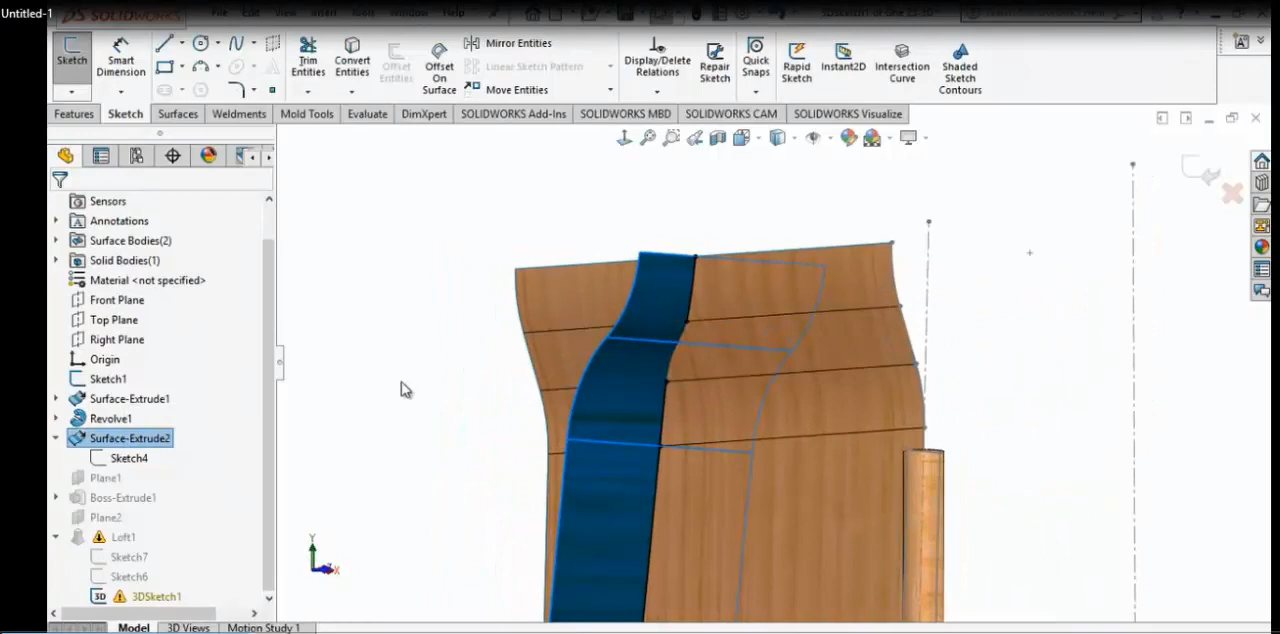 Untitled-1
SOLIDWORKS
Sketch
Smart Dimension
Trim Entities
Convert Entities
Offset Entities
Offset On Surface
Mirror Entities
Linear Sketch Pattern
Move Entities
Display/Delete Relations
Repair Sketch
Quick Snaps
Rapid Sketch
Instant2D
Intersection Curve
Shaded Sketch Contours
Features
Sketch
Surfaces
Weldments
Mold Tools
Evaluate
DimXpert
SOLIDWORKS Add-Ins
SOLIDWORKS MBD
SOLIDWORKS CAM
SOLIDWORKS Visualize
Sensors
Annotations
Surface Bodies(2)
Solid Bodies(1)
Material <not specified>
Front Plane
Top Plane
Right Plane
Origin
Sketch1
Surface-Extrude1
Revolve1
Surface-Extrude2
Sketch4
Plane1
Boss-Extrude1
Plane2
Loft1
Sketch7
Sketch6
3D 3DSketch1
Y
X
Model
3D Views
Motion Study 1